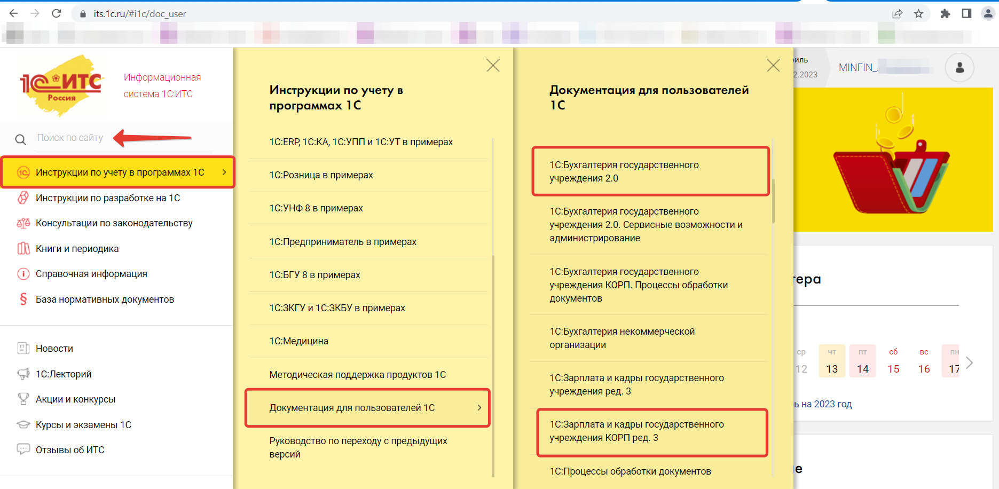 its.1c.ru/#i1c/doc_user
1С ИТС
Россия
Информационная
система 1С:ИТС
Поиск по сайту
Инструкции по учету в программах 1С
Инструкции по разработке на 1С
Консультации по законодательству
Книги и периодика
Справочная информация
База нормативных документов
Новости
1С:Лекторий
Акции и конкурсы
Курсы и экзамены 1С
Отзывы об ИТС
Инструкции по учету в
программах 1С
1С:ERP, 1С:КА, 1С:УПП и 1С:УТ в примерах
1С:Розница в примерах
1С:УНФ 8 в примерах
1С:Предприниматель в примерах
1С:БГУ 8 в примерах
1С:ЗКГУ и 1С:ЗКБУ в примерах
1С:Медицина
Методическая поддержка продуктов 1С
Документация для пользователей 1С
Руководство по переходу с предыдущих
версий
Документация для пользователей
1С
1С:Бухгалтерия государственного
учреждения 2.0
1С:Бухгалтерия государственного
учреждения 2.0. Сервисные возможности и
администрирование
1С:Бухгалтерия государственного
учреждения КОРП. Процессы обработки
документов
1С:Бухгалтерия некоммерческой
организации
1С:Зарплата и кадры государственного
учреждения ред. 3
1С:Зарплата и кадры государственного
учреждения КОРП ред. 3
1С:Процессы обработки документов
иль
2.2023
MINFIN_
тера
ср чт пт сб вс пн
12 13 14 15 16 17
ь на 2023 год
е